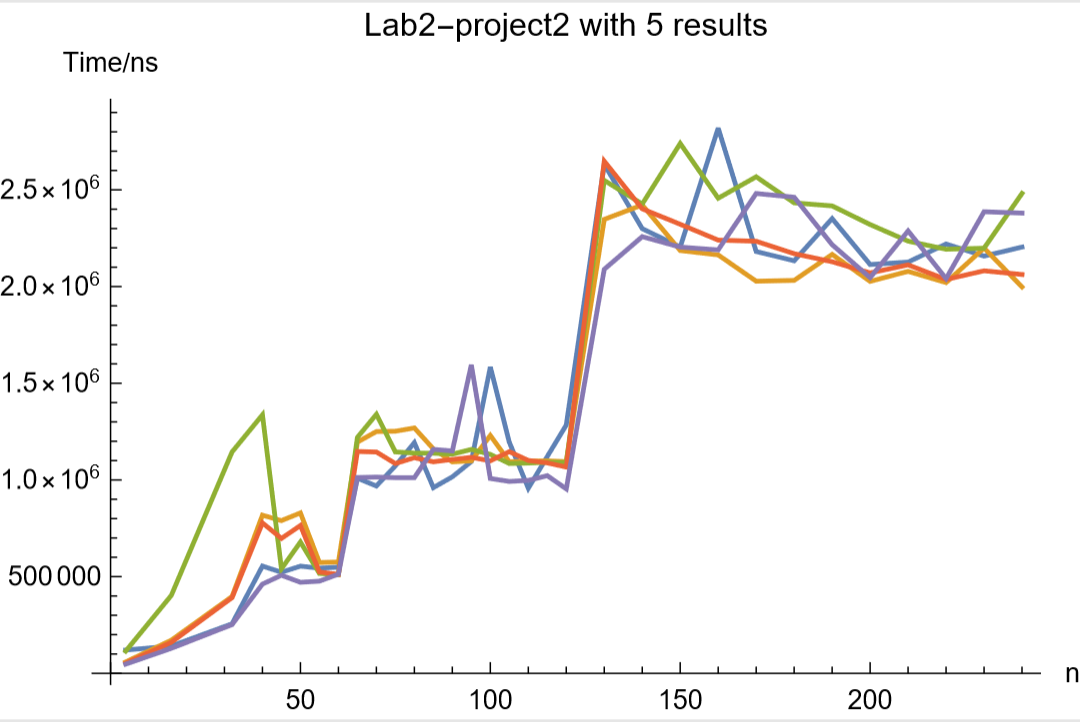 Lab2−project2 with 5 results
Time/ns
2.5 × 10⁶
2.0 × 10⁶
1.5 × 10⁶
1.0 × 10⁶
500 000
50 100 150 200
n